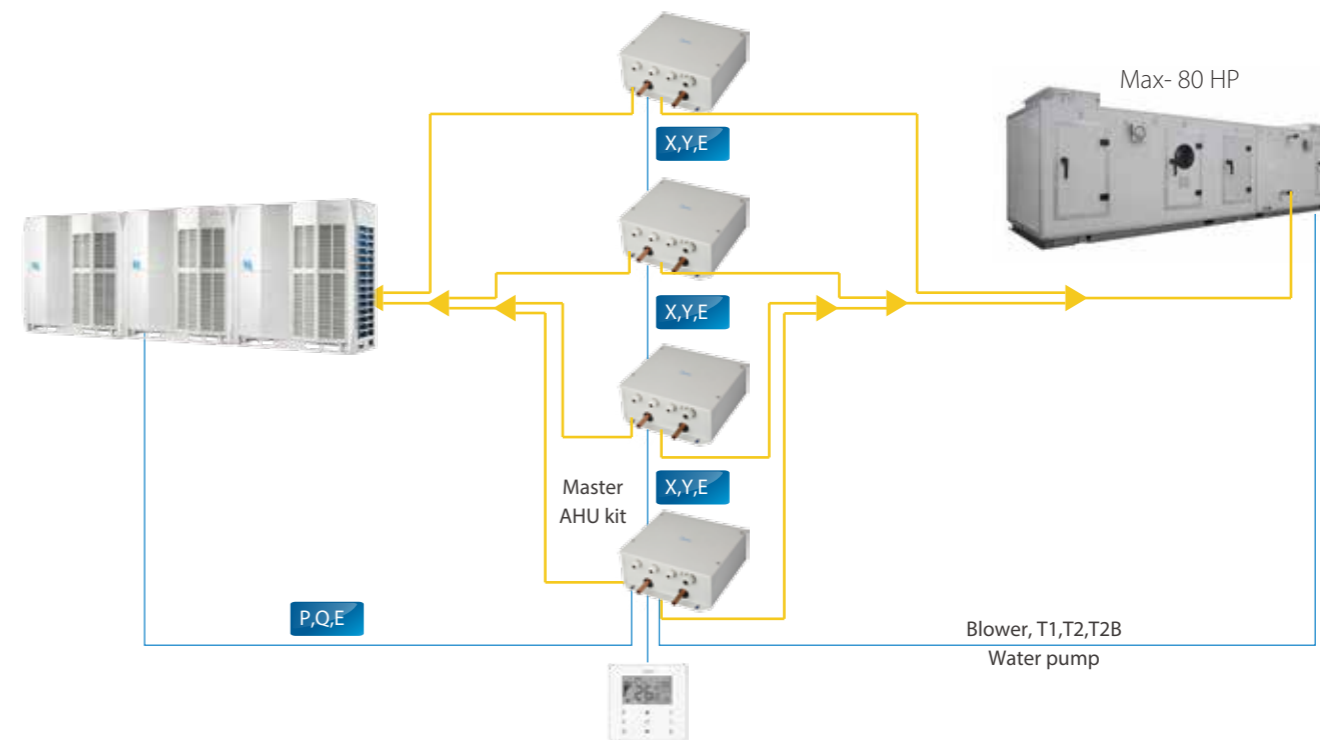 Max- 80 HP
X,Y,E
X,Y,E
Master
AHU kit
X,Y,E
P,Q,E
Blower, T1,T2,T2B
Water pump